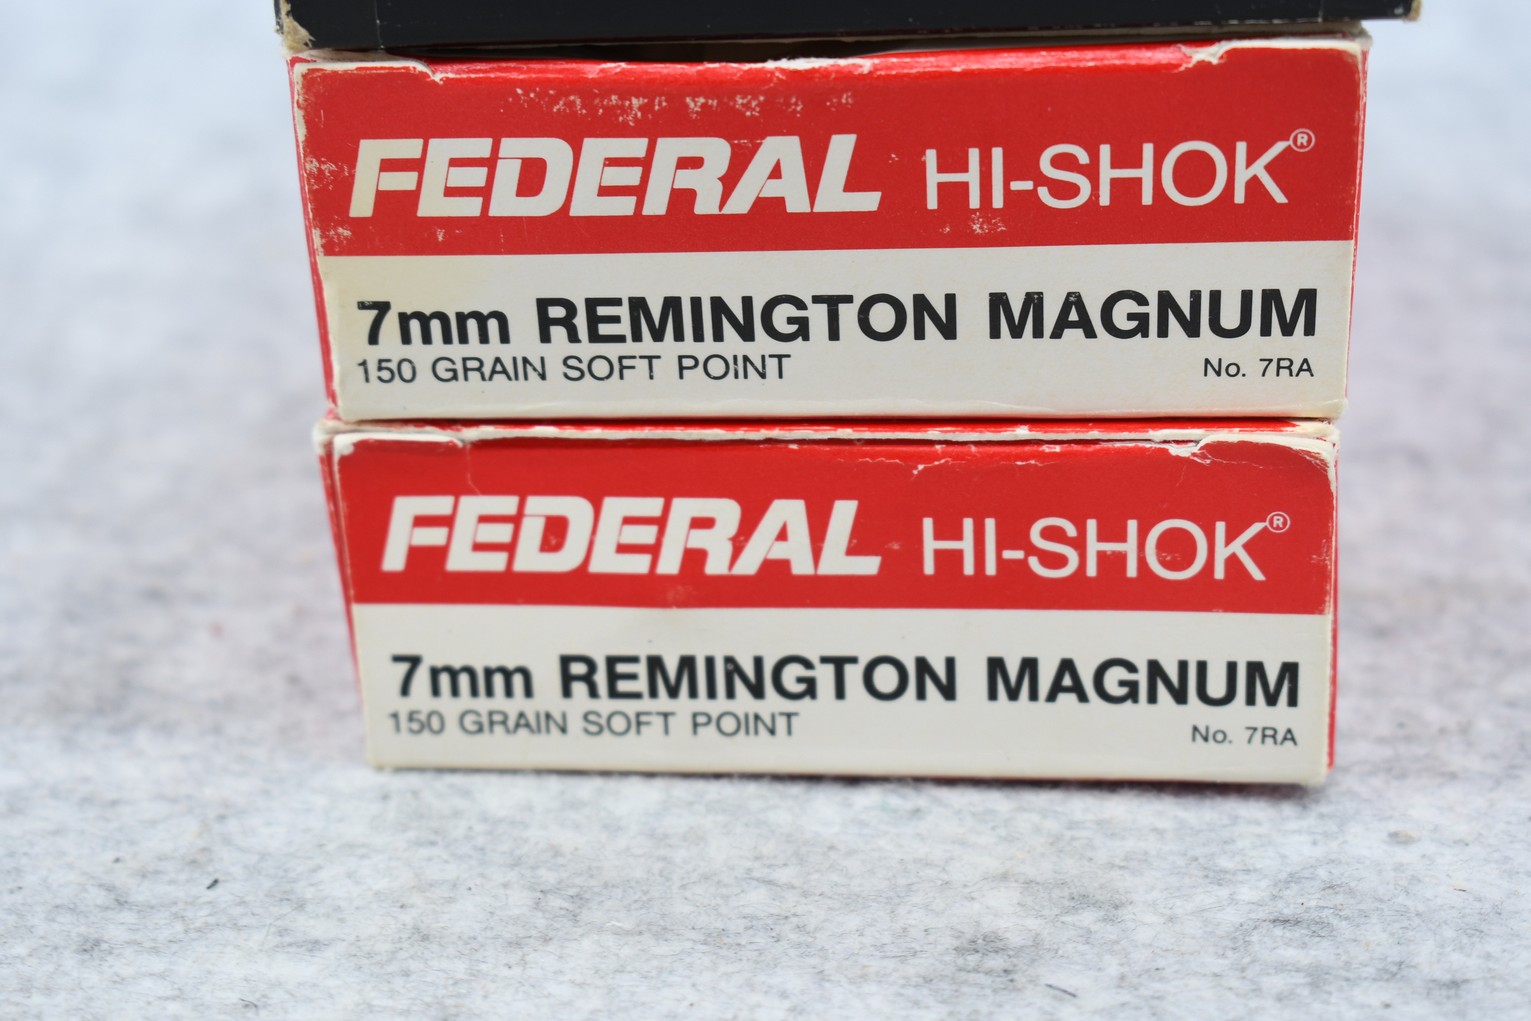 FEDERAL HI-SHOK®
7mm REMINGTON MAGNUM
150 GRAIN SOFT POINT No. 7RA
FEDERAL HI-SHOK®
7mm REMINGTON MAGNUM
150 GRAIN SOFT POINT No. 7RA